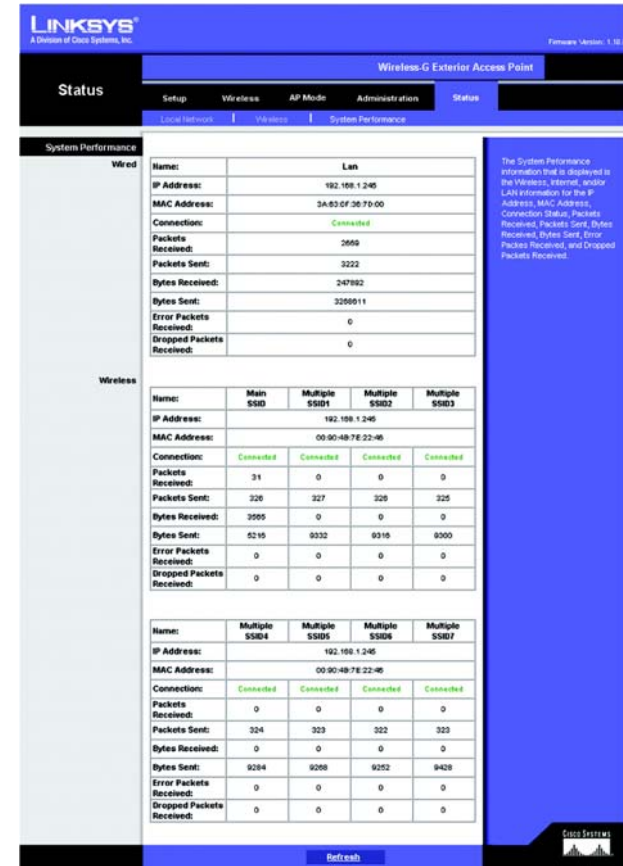 LINKSYS®
A Division of Cisco Systems, Inc.
Firmware Version: 1.10
Wireless-G Exterior Access Point
Status
Setup Wireless AP Mode Administration Status
Local Network | Wireless | System Performance
System Performance
Wired
Name: Lan
IP Address: 192.168.1.245
MAC Address: 3A:63:0F:36:7D:00
Connection: Connected
Packets Received: 2669
Packets Sent: 3222
Bytes Received: 247892
Bytes Sent: 3268611
Error Packets Received: 0
Dropped Packets Received: 0
The System Performance
information that is displayed is
the Wireless, Internet, and/or
LAN information for the IP
Address, MAC Address,
Connection Status, Packets
Received, Packets Sent, Bytes
Received, Bytes Sent, Error
Packes Received, and Dropped
Packets Received.
Wireless
Name: Main SSID Multiple SSID1 Multiple SSID2 Multiple SSID3
IP Address: 192.168.1.245
MAC Address: 00:90:4B:7E:22:46
Connection: Connected Connected Connected Connected
Packets Received: 31 0 0 0
Packets Sent: 326 327 326 325
Bytes Received: 3565 0 0 0
Bytes Sent: 5216 9332 9316 9300
Error Packets Received: 0 0 0 0
Dropped Packets Received: 0 0 0 0
Name: Multiple SSID4 Multiple SSID5 Multiple SSID6 Multiple SSID7
IP Address: 192.168.1.245
MAC Address: 00:90:4B:7E:22:46
Connection: Connected Connected Connected Connected
Packets Received: 0 0 0 0
Packets Sent: 324 323 322 323
Bytes Received: 0 0 0 0
Bytes Sent: 9284 9268 9252 9428
Error Packets Received: 0 0 0 0
Dropped Packets Received: 0 0 0 0
Refresh
CISCO SYSTEMS